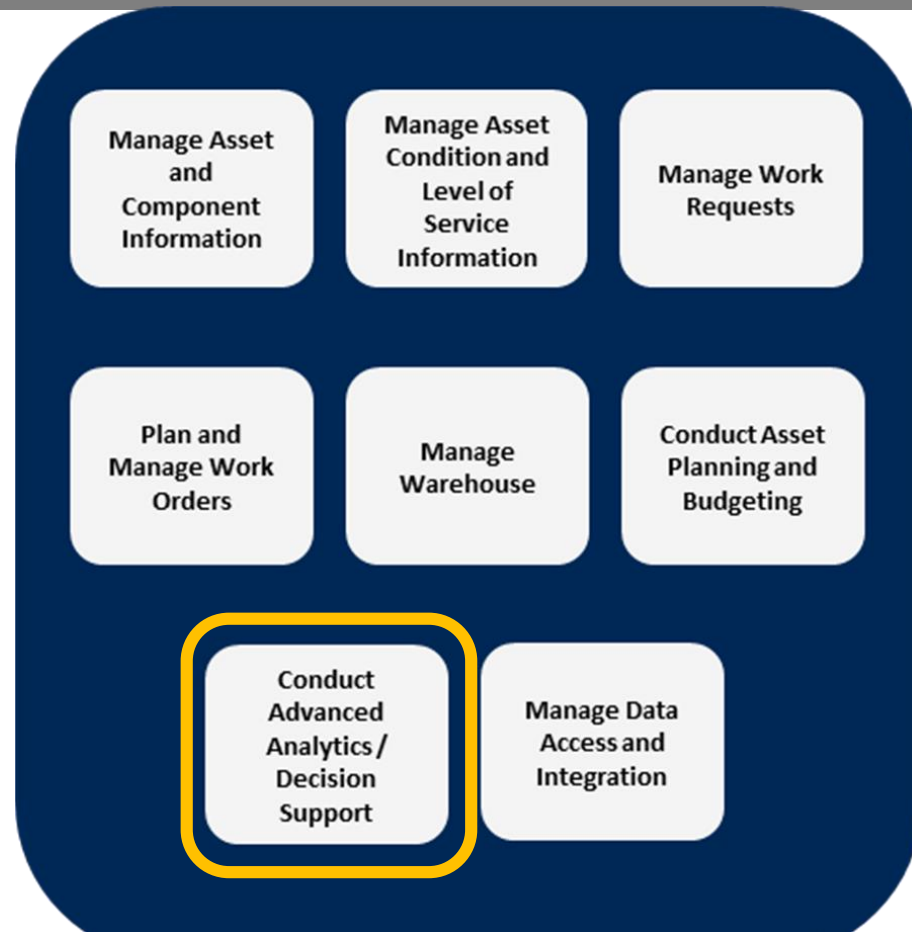 Manage Asset
and
Component
Information
Manage Asset
Condition and
Level of
Service
Information
Manage Work
Requests
Plan and
Manage Work
Orders
Manage
Warehouse
Conduct Asset
Planning and
Budgeting
Conduct
Advanced
Analytics /
Decision
Support
Manage Data
Access and
Integration